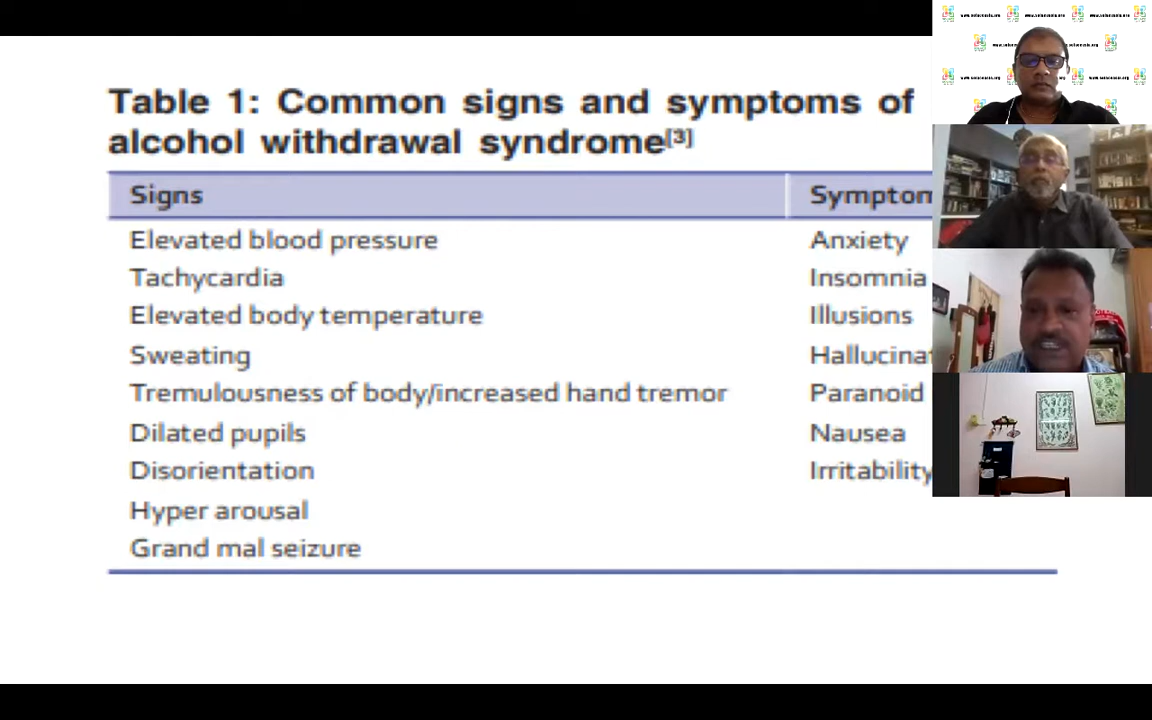 Table 1: Common signs and symptoms of
alcohol withdrawal syndrome[3]
Signs Symptom
Elevated blood pressure Anxiety
Tachycardia Insomnia
Elevated body temperature Illusions
Sweating Hallucinat
Tremulousness of body/increased hand tremor Paranoid
Dilated pupils Nausea
Disorientation Irritability
Hyper arousal
Grand mal seizure